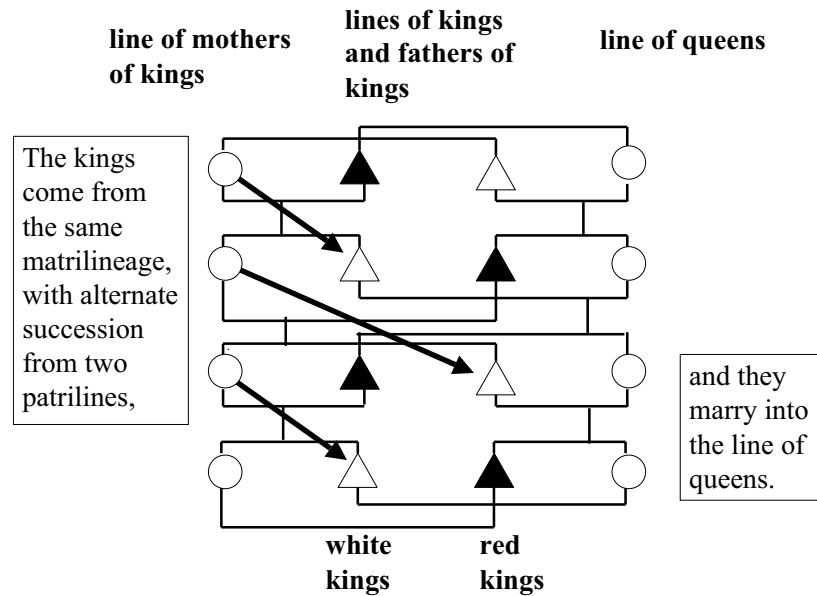 line of mothers
of kings
lines of kings
and fathers of
kings
line of queens
The kings
come from
the same
matrilineage,
with alternate
succession
from two
patrilines,
and they
marry into
the line of
queens.
white
kings
red
kings